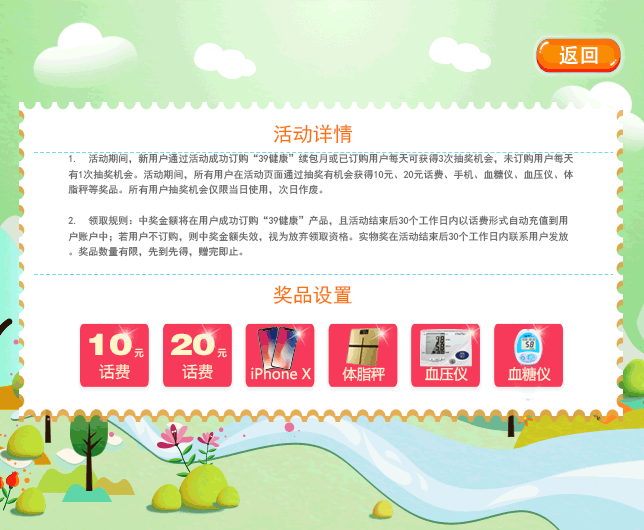 返回
活动详情
1. 活动期间，新用户通过活动成功订购“39健康”续包月或已订购用户每天可获得3次抽奖机会，未订购用户每天
有1次抽奖机会。活动期间，所有用户在活动页面通过抽奖有机会获得10元、20元话费、手机、血糖仪、血压仪、体
脂秤等奖品。所有用户抽奖机会仅限当日使用，次日作废。
2. 领取规则：中奖金额将在用户成功订购“39健康”产品，且活动结束后30个工作日内以话费形式自动充值到用
户账户中；若用户不订购，则中奖金额失效，视为放弃领取资格。实物奖在活动结束后30个工作日内联系用户发放
。奖品数量有限，先到先得，赠完即止。
奖品设置
10元 20元
话费 话费 iPhone X 体脂秤 血压仪 血糖仪